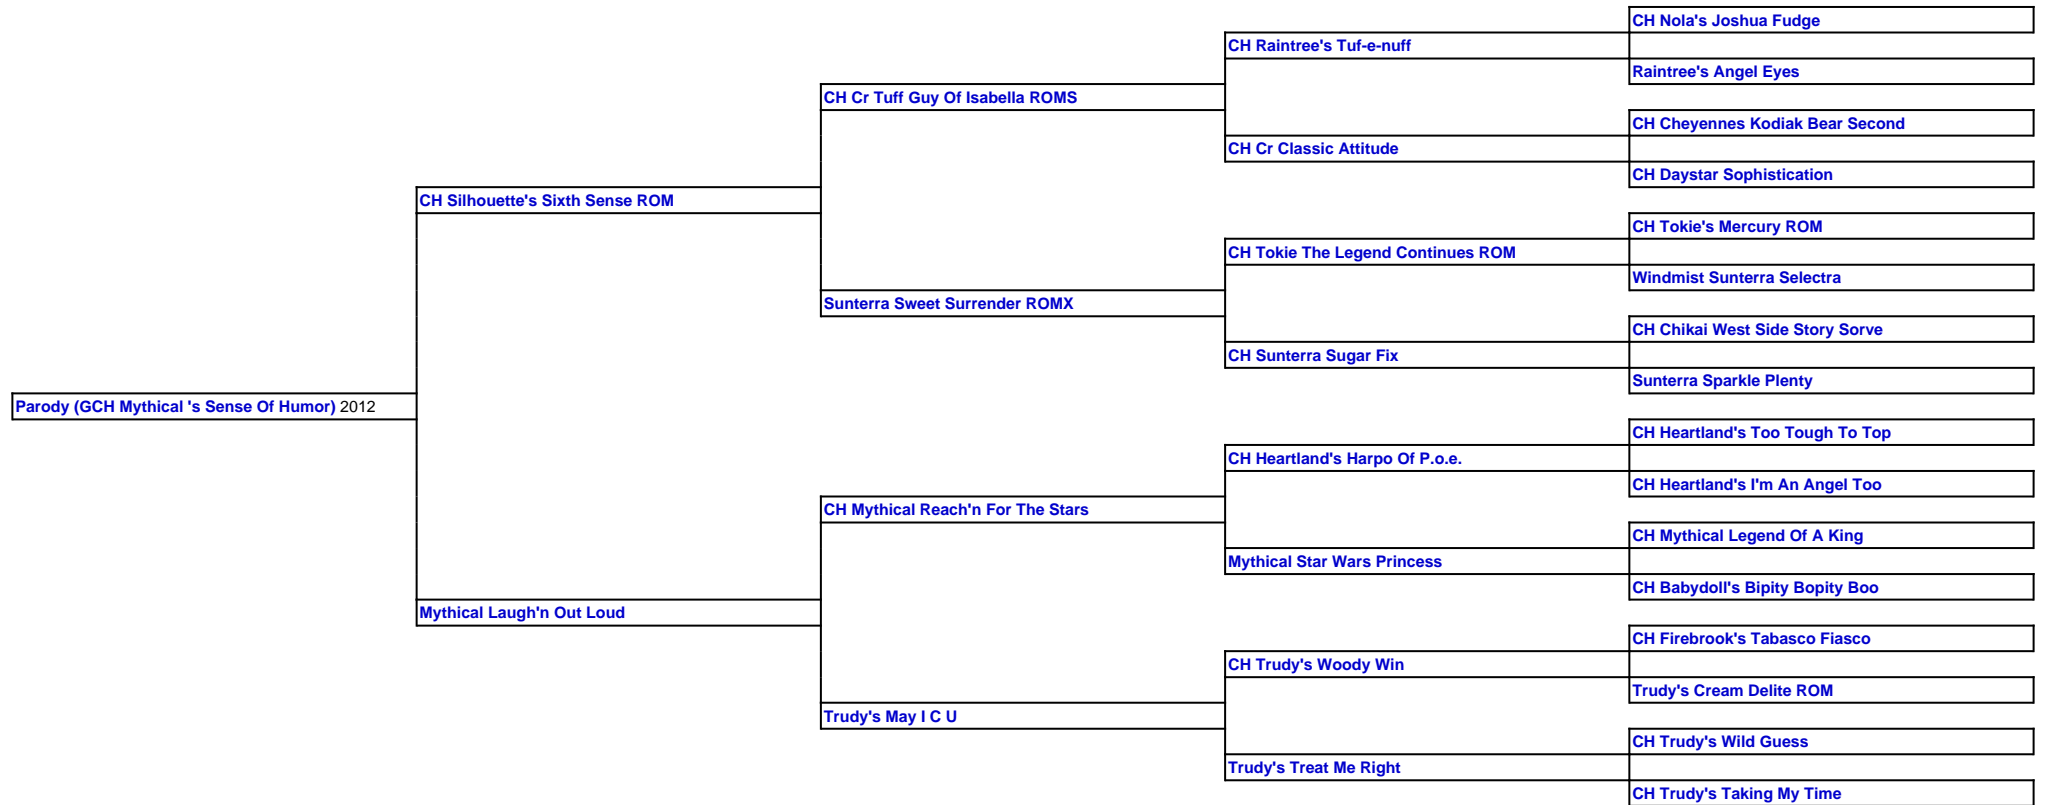 CH Nola's Joshua Fudge
CH Raintree's Tuf-e-nuff
Raintree's Angel Eyes
CH Cr Tuff Guy Of Isabella ROMS
CH Cheyennes Kodiak Bear Second
CH Cr Classic Attitude
CH Daystar Sophistication
CH Silhouette's Sixth Sense ROM
CH Tokie's Mercury ROM
CH Tokie The Legend Continues ROM
Windmist Sunterra Selectra
Sunterra Sweet Surrender ROMX
CH Chikai West Side Story Sorve
CH Sunterra Sugar Fix
Sunterra Sparkle Plenty
Parody (GCH Mythical 's Sense Of Humor) 2012
CH Heartland's Too Tough To Top
CH Heartland's Harpo Of P.o.e.
CH Heartland's I'm An Angel Too
CH Mythical Reach'n For The Stars
CH Mythical Legend Of A King
Mythical Star Wars Princess
CH Babydoll's Bipity Bopity Boo
Mythical Laugh'n Out Loud
CH Firebrook's Tabasco Fiasco
CH Trudy's Woody Win
Trudy's Cream Delite ROM
Trudy's May I C U
CH Trudy's Wild Guess
Trudy's Treat Me Right
CH Trudy's Taking My Time